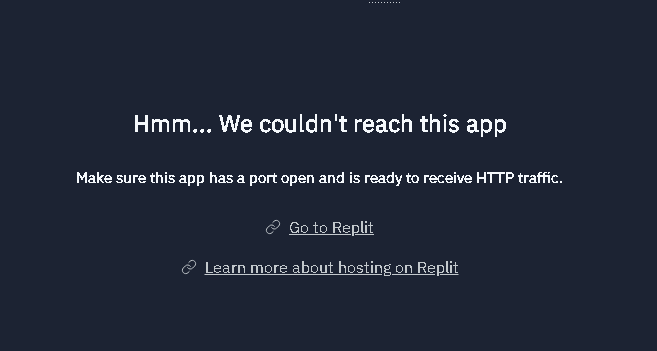 Hmm... We couldn't reach this app
Make sure this app has a port open and is ready to receive HTTP traffic.
Go to Replit
Learn more about hosting on Replit